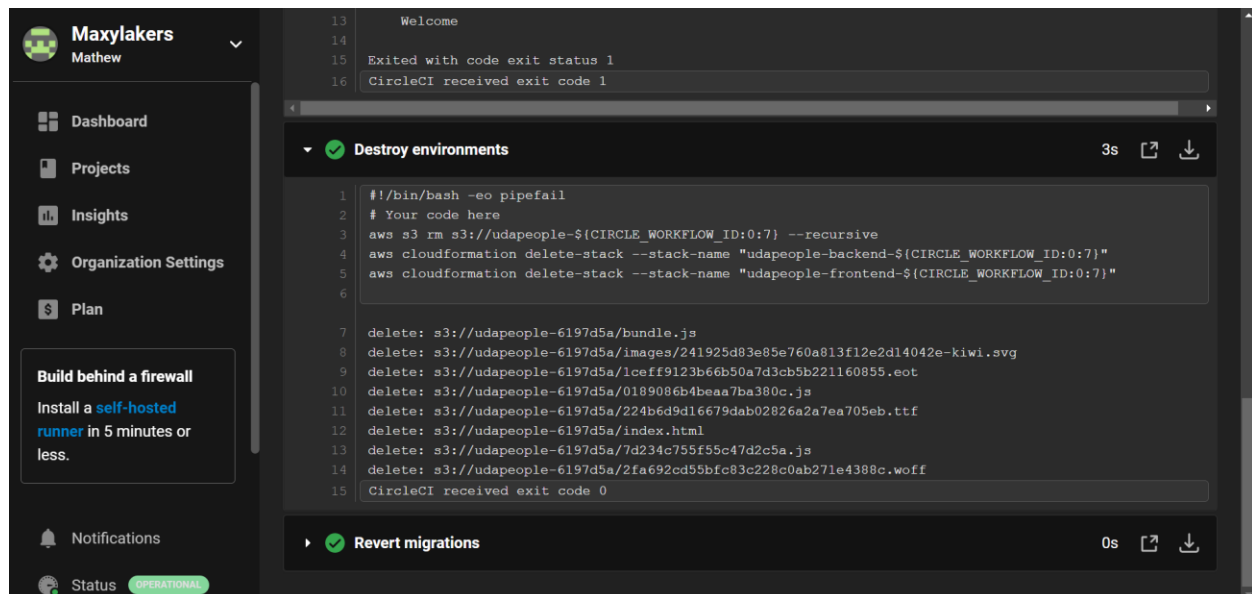 Maxylakers
Mathew
Dashboard
Projects
Insights
Organization Settings
$ Plan
Build behind a firewall
Install a self-hosted
runner in 5 minutes or
less.
Notifications
Status OPERATIONAL
13 Welcome
14
15 Exited with code exit status 1
16 CircleCI received exit code 1
Destroy environments 3s
1 #!/bin/bash -eo pipefail
2 # Your code here
3 aws s3 rm s3://udapeople-${CIRCLE_WORKFLOW_ID:0:7} --recursive
4 aws cloudformation delete-stack --stack-name "udapeople-backend-${CIRCLE_WORKFLOW_ID:0:7}"
5 aws cloudformation delete-stack --stack-name "udapeople-frontend-${CIRCLE_WORKFLOW_ID:0:7}"
6
7 delete: s3://udapeople-6197d5a/bundle.js
8 delete: s3://udapeople-6197d5a/images/241925d83e85e760a813f12e2d14042e-kiwi.svg
9 delete: s3://udapeople-6197d5a/1ceff9123b66b50a7d3cb5b221160855.eot
10 delete: s3://udapeople-6197d5a/0189086b4beaa7ba380c.js
11 delete: s3://udapeople-6197d5a/224b6d9d16679dab02826a2a7ea705eb.ttf
12 delete: s3://udapeople-6197d5a/index.html
13 delete: s3://udapeople-6197d5a/7d234c755f55c47d2c5a.js
14 delete: s3://udapeople-6197d5a/2fa692cd55bfc83c228c0ab271e4388c.woff
15 CircleCI received exit code 0
Revert migrations 0s